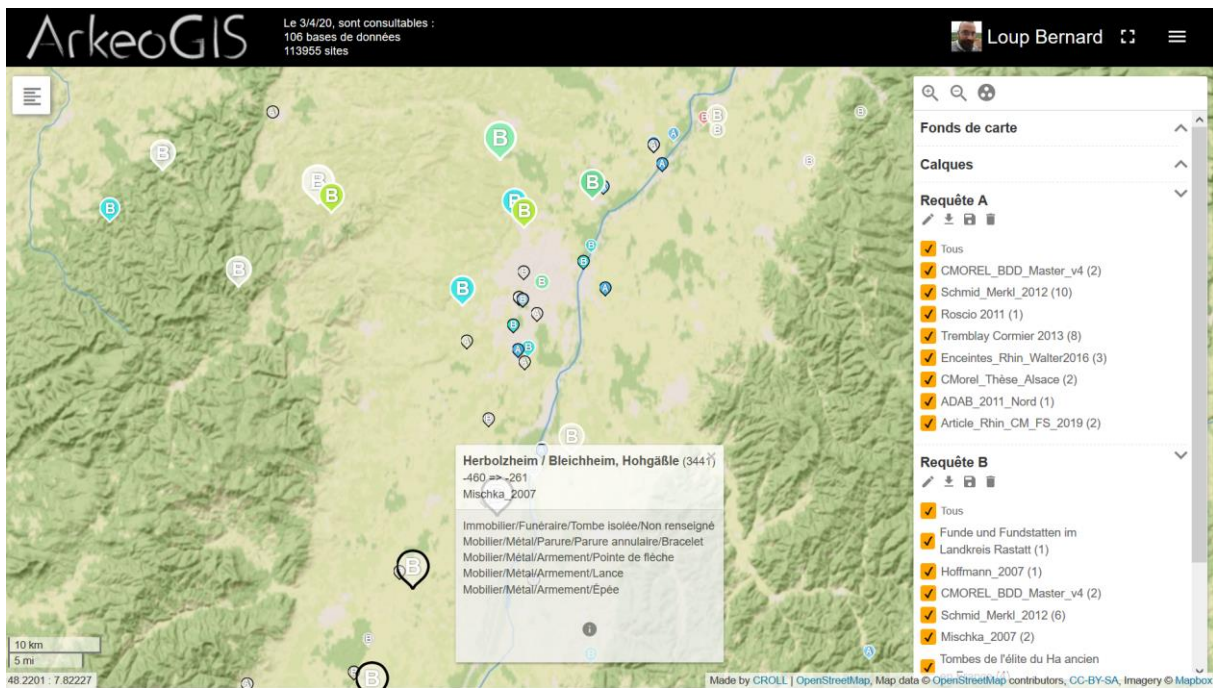 ArkeoGIS
Le 3/4/20, sont consultables :
106 bases de données
113955 sites
Loup Bernard
Fonds de carte
Calques
Requête A
Tous
CMOREL_BDD_Master_v4 (2)
Schmid_Merkl_2012 (10)
Roscio 2011 (1)
Tremblay Cormier 2013 (8)
Enceintes_Rhin_Walter2016 (3)
CMorel_Thèse_Alsace (2)
ADAB_2011_Nord (1)
Article_Rhin_CM_FS_2019 (2)
Requête B
Tous
Funde und Fundstatten im
Landkreis Rastatt (1)
Hoffmann_2007 (1)
CMOREL_BDD_Master_v4 (2)
Schmid_Merkl_2012 (6)
Mischka_2007 (2)
Tombes de l'élite du Ha ancien
Herbolzheim / Bleichheim, Hohgäßle (3441)
-460 => -261
Mischka_2007
Immobilier/Funéraire/Tombe isolée/Non renseigné
Mobilier/Métal/Parure/Parure annulaire/Bracelet
Mobilier/Métal/Armement/Pointe de flèche
Mobilier/Métal/Armement/Lance
Mobilier/Métal/Armement/Épée
10 km
5 mi
48.2201 : 7.82227
Made by CROLL | OpenStreetMap, Map data © OpenStreetMap contributors, CC-BY-SA, Imagery © Mapbox